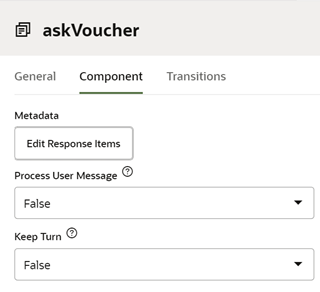 askVoucher
General Component Transitions
Metadata
Edit Response Items
Process User Message ?
False
Keep Turn ?
False